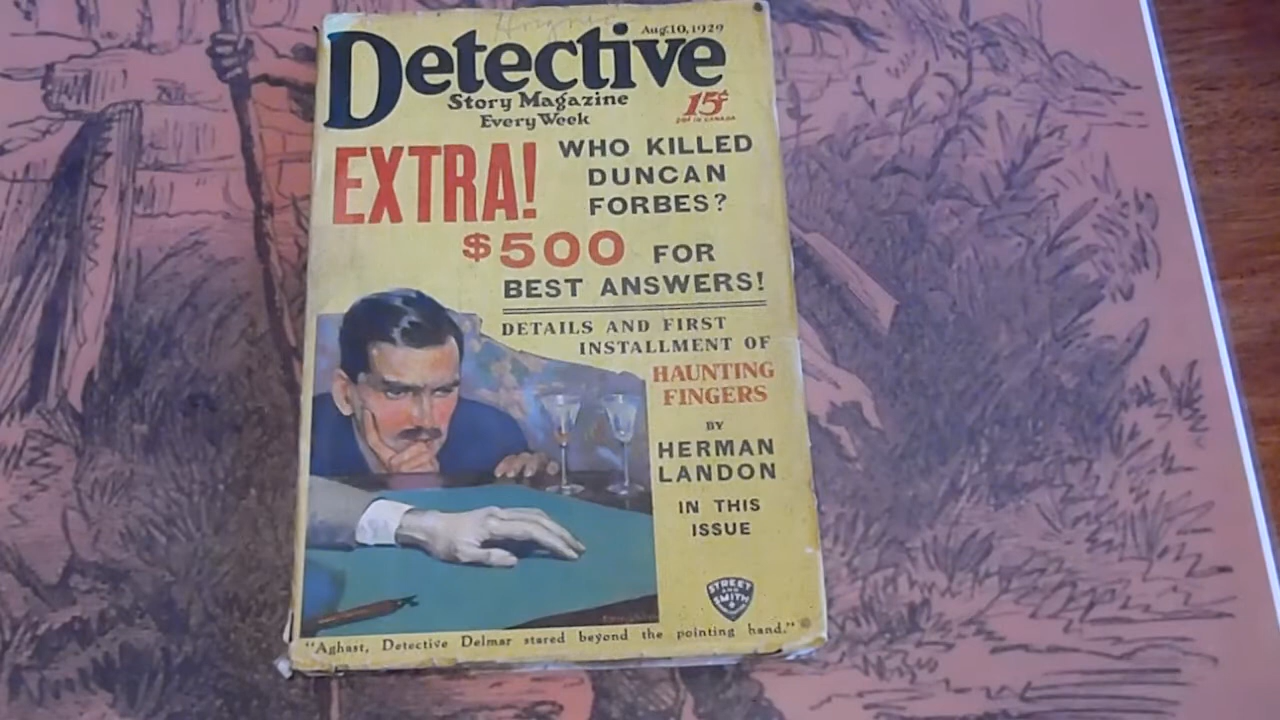 Aug. 10, 1929
Detective
Story Magazine
Every Week
15¢
EXTRA!
WHO KILLED
DUNCAN
FORBES?
$500 FOR
BEST ANSWERS!
DETAILS AND FIRST
INSTALLMENT OF
HAUNTING
FINGERS
BY
HERMAN
LANDON
IN THIS
ISSUE
STREET
AND
SMITH
"Aghast, Detective Delmar stared beyond the pointing hand."